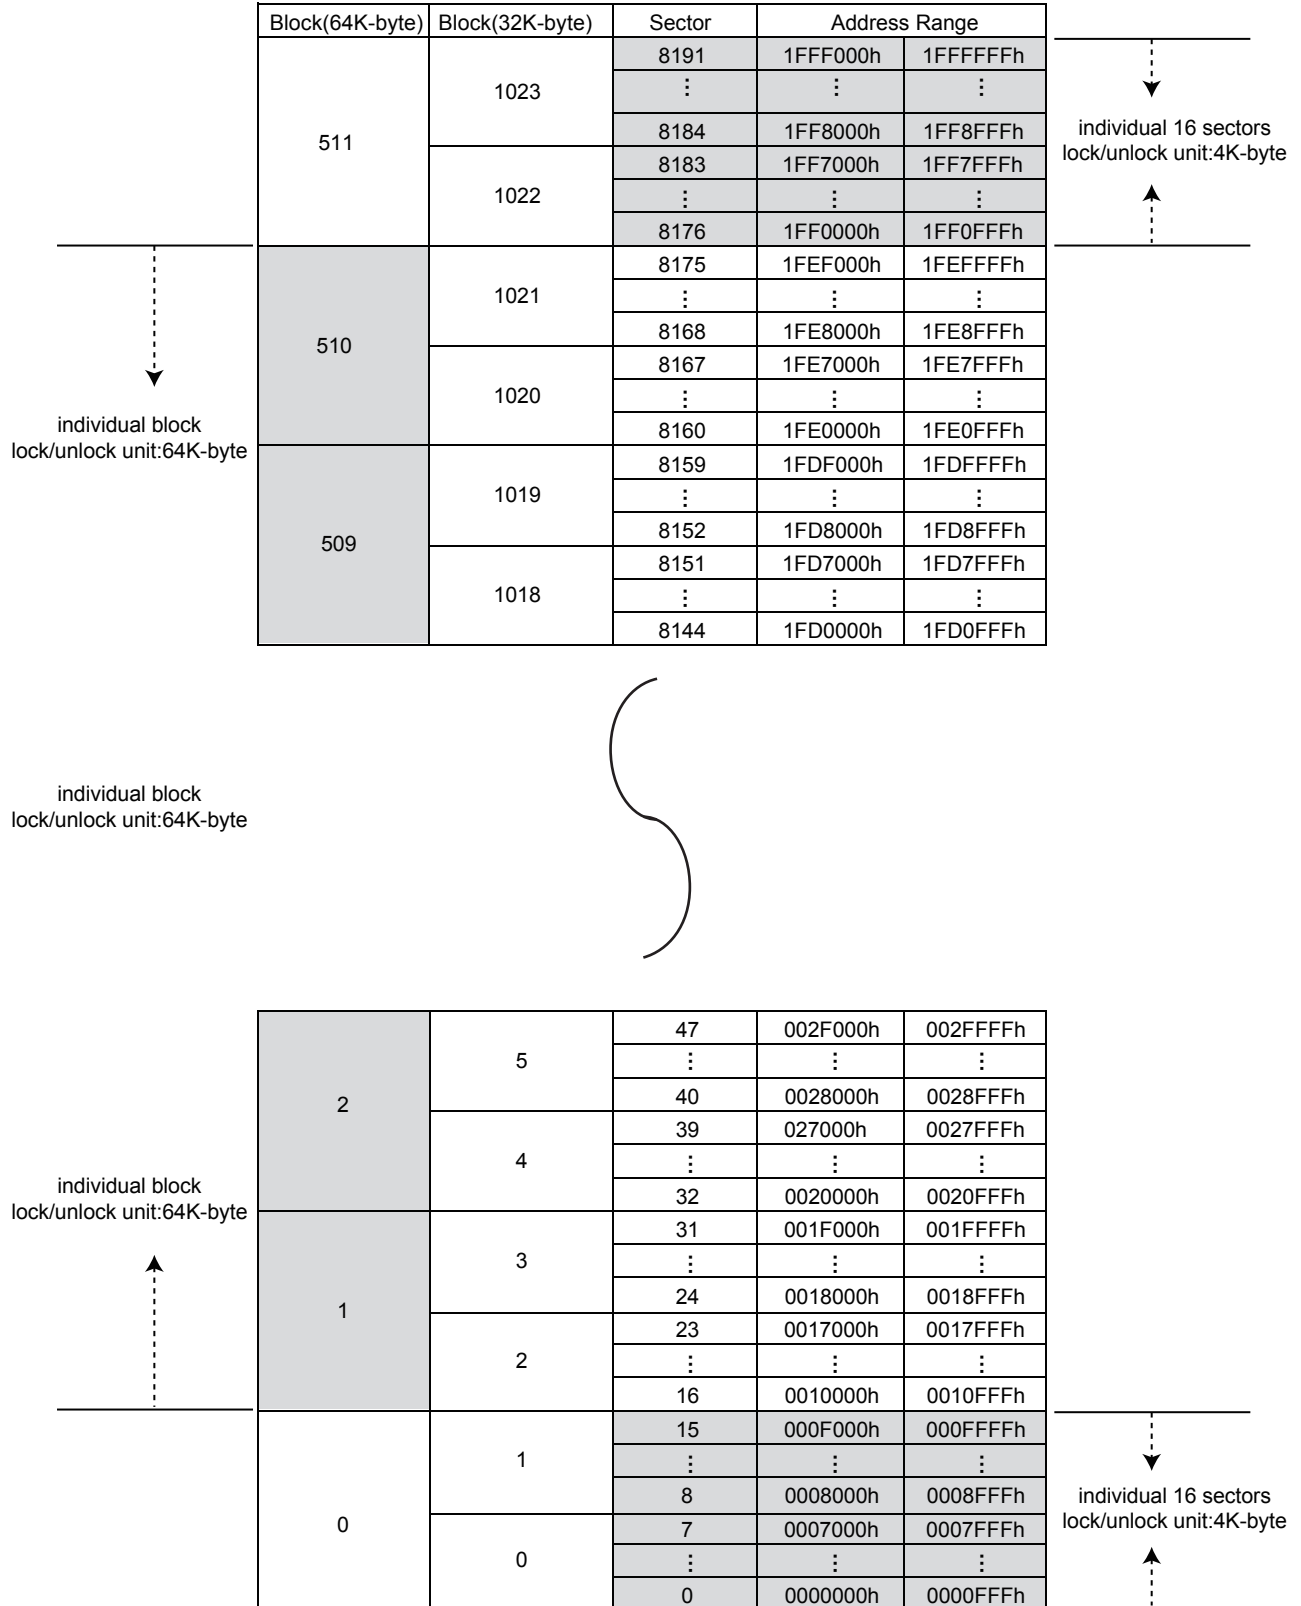 Block(64K-byte) Block(32K-byte) Sector Address Range
8191 1FFF000h 1FFFFFFh
1023
511
8184 1FF8000h 1FF8FFFh
individual 16 sectors
lock/unlock unit:4K-byte
8183 1FF7000h 1FF7FFFh
1022
8176 1FF0000h 1FF0FFFh
8175 1FEF000h 1FEFFFFh
1021
510
8168 1FE8000h 1FE8FFFh
8167 1FE7000h 1FE7FFFh
1020
individual block
lock/unlock unit:64K-byte
8160 1FE0000h 1FE0FFFh
8159 1FDF000h 1FDFFFFh
1019
509
8152 1FD8000h 1FD8FFFh
8151 1FD7000h 1FD7FFFh
1018
8144 1FD0000h 1FD0FFFh
individual block
lock/unlock unit:64K-byte
47 002F000h 002FFFFh
5
2
40 0028000h 0028FFFh
39 027000h 0027FFFh
4
individual block
lock/unlock unit:64K-byte
32 0020000h 0020FFFh
31 001F000h 001FFFFh
3
1
24 0018000h 0018FFFh
23 0017000h 0017FFFh
2
16 0010000h 0010FFFh
15 000F000h 000FFFFh
1
0
8 0008000h 0008FFFh
individual 16 sectors
lock/unlock unit:4K-byte
7 0007000h 0007FFFh
0
0 0000000h 0000FFFh